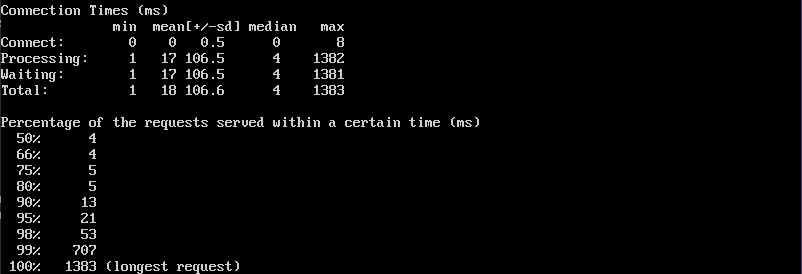 Connection Times (ms)
              min  mean[+/-sd] median   max
Connect:        0    0   0.5      0       8
Processing:     1   17 106.5      4    1382
Waiting:        1   17 106.5      4    1381
Total:          1   18 106.6      4    1383
Percentage of the requests served within a certain time (ms)
  50%      4
  66%      4
  75%      5
  80%      5
  90%     13
  95%     21
  98%     53
  99%    707
 100%   1383 (longest request)